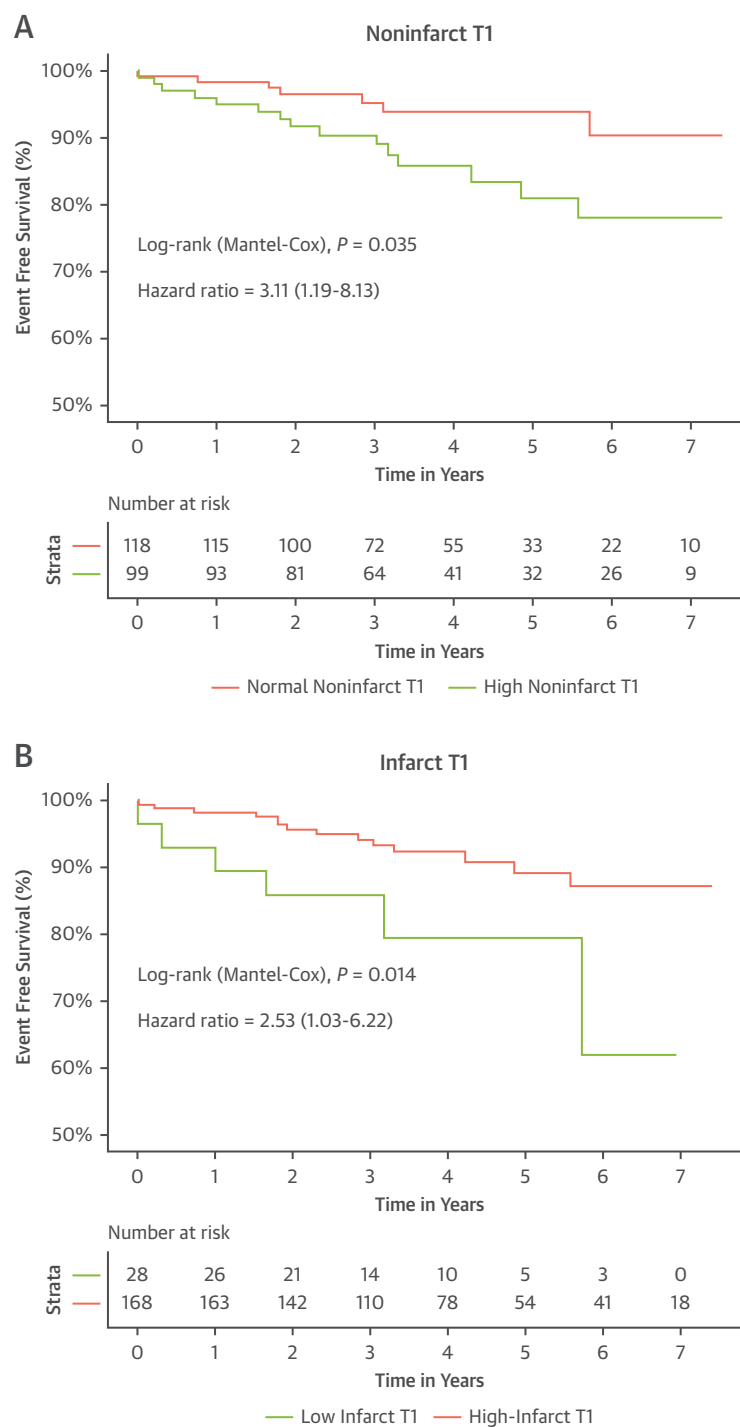 A
Noninfarct T1
Event Free Survival (%)
100%
90%
80%
70%
60%
50%
Log-rank (Mantel-Cox), P = 0.035
Hazard ratio = 3.11 (1.19-8.13)
0 1 2 3 4 5 6 7
Time in Years
Number at risk
Strata
118 115 100 72 55 33 22 10
99 93 81 64 41 32 26 9
0 1 2 3 4 5 6 7
Time in Years
Normal Noninfarct T1 High Noninfarct T1
B
Infarct T1
Event Free Survival (%)
100%
90%
80%
70%
60%
50%
Log-rank (Mantel-Cox), P = 0.014
Hazard ratio = 2.53 (1.03-6.22)
0 1 2 3 4 5 6 7
Time in Years
Number at risk
Strata
28 26 21 14 10 5 3 0
168 163 142 110 78 54 41 18
0 1 2 3 4 5 6 7
Time in Years
Low Infarct T1 High-Infarct T1